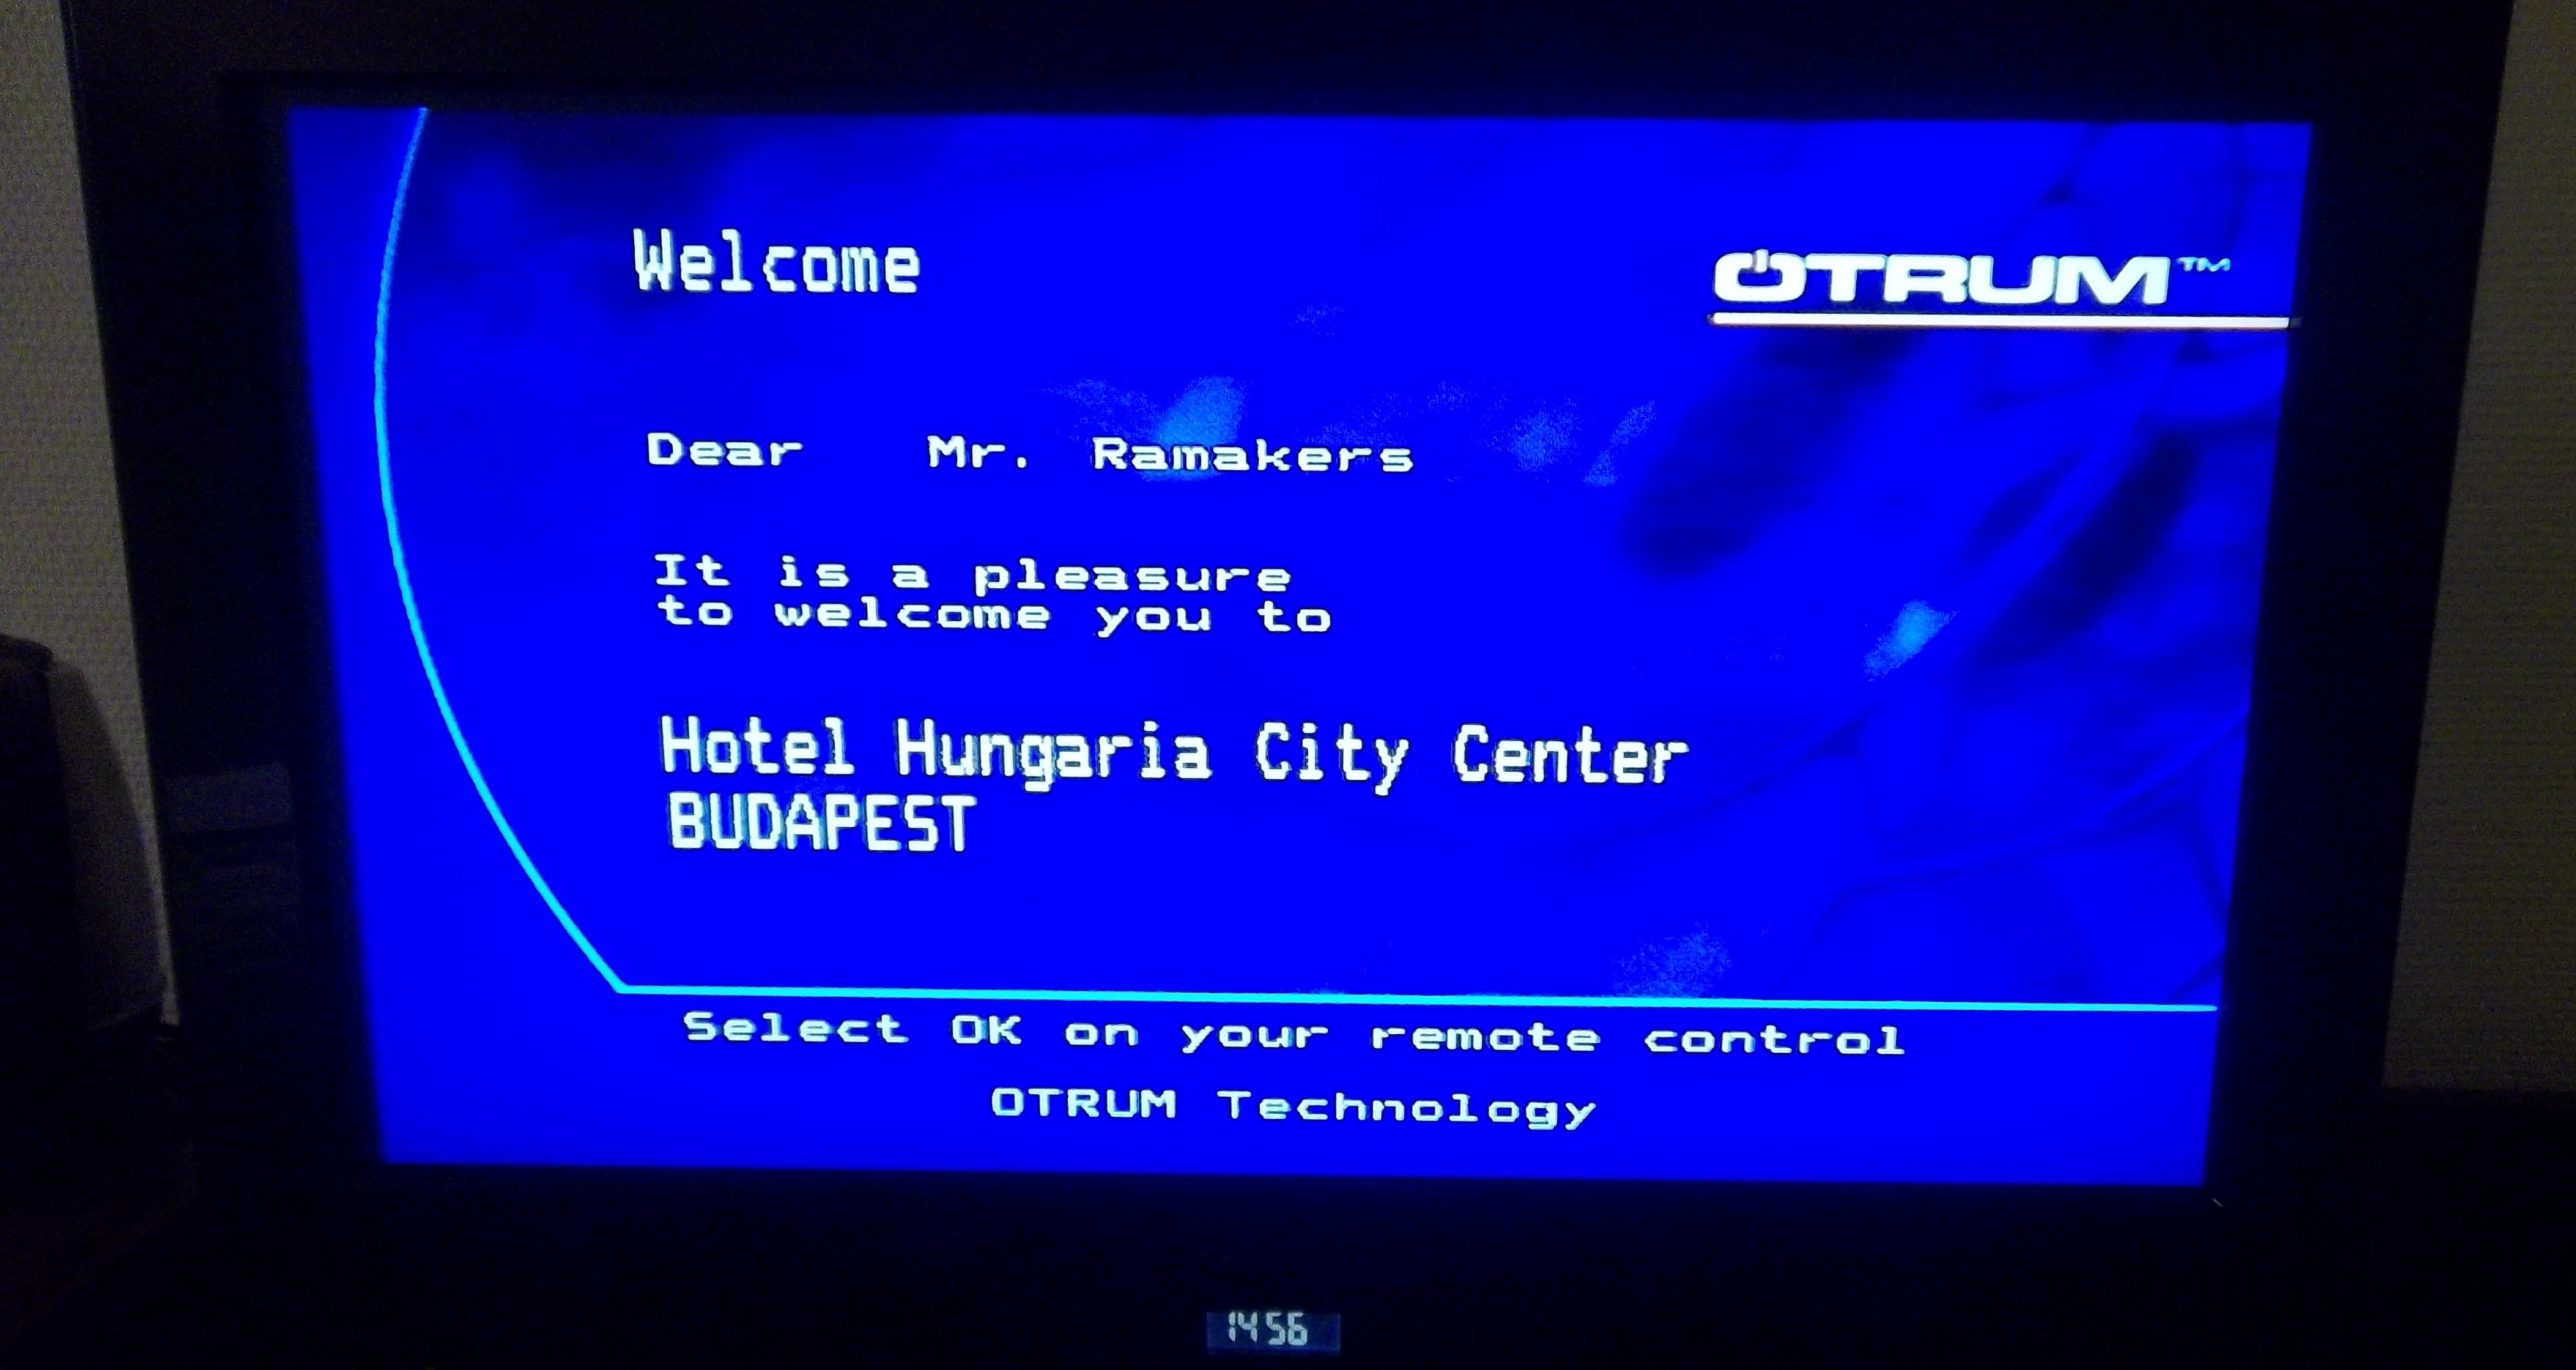 Welcome
OTRUM™
Dear Mr. Ramakers
It is a pleasure
to welcome you to
Hotel Hungaria City Center
BUDAPEST
Select OK on your remote control
OTRUM Technology
1456